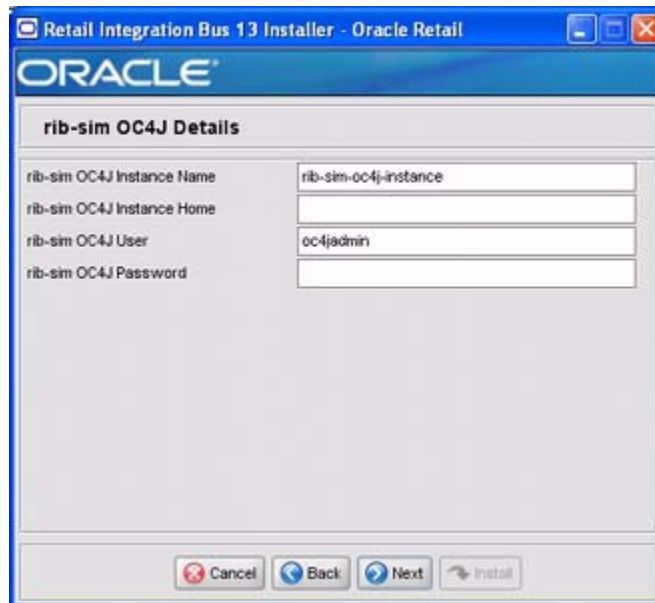 Retail Integration Bus 13 Installer - Oracle Retail
ORACLE
rib-sim OC4J Details
rib-sim OC4J Instance Name rib-sim-oc4j-instance
rib-sim OC4J Instance Home
rib-sim OC4J User oc4jadmin
rib-sim OC4J Password
Cancel Back Next Install